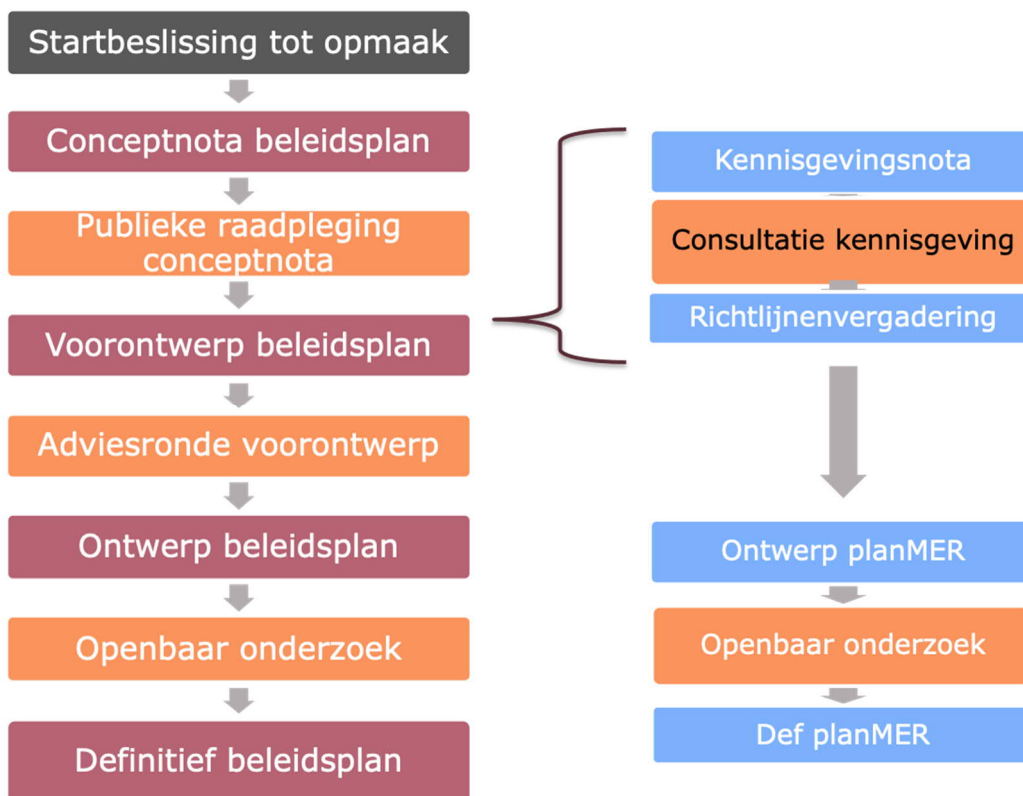 Startbeslissing tot opmaak
Conceptnota beleidsplan
Publieke raadpleging
conceptnota
Voorontwerp beleidsplan
Adviesronde voorontwerp
Ontwerp beleidsplan
Openbaar onderzoek
Definitief beleidsplan
Kennisgevingsnota
Consultatie kennisgeving
Richtlijnenvergadering
Ontwerp planMER
Openbaar onderzoek
Def planMER